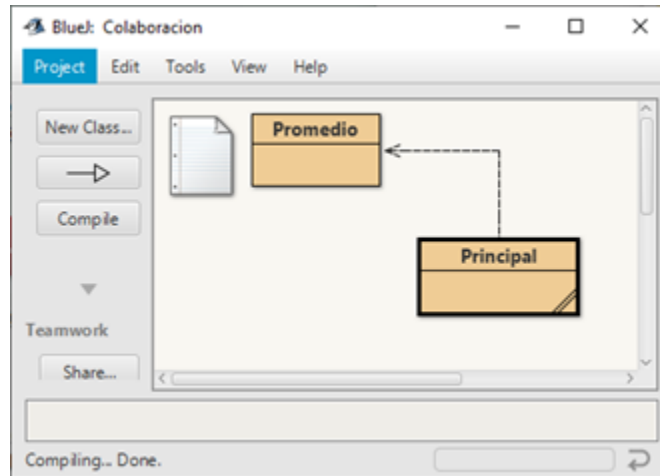 BlueJ: Colaboracion
Project Edit Tools View Help
New Class...
Compile
Teamwork
Share...
Promedio
Principal
Compiling... Done.